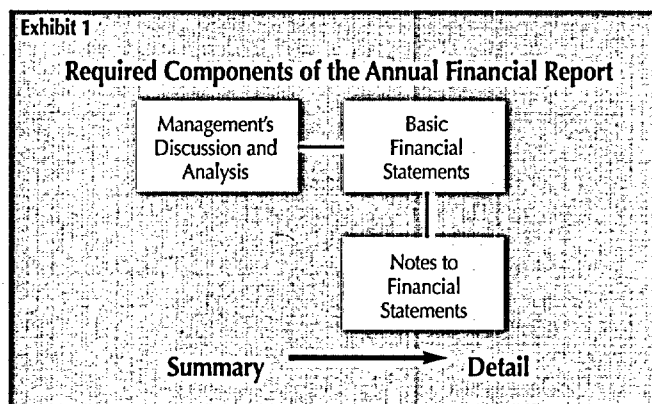 Exhibit 1
Required Components of the Annual Financial Report
Management's
Discussion and
Analysis
Basic
Financial
Statements
Notes to
Financial
Statements
Summary
Detail